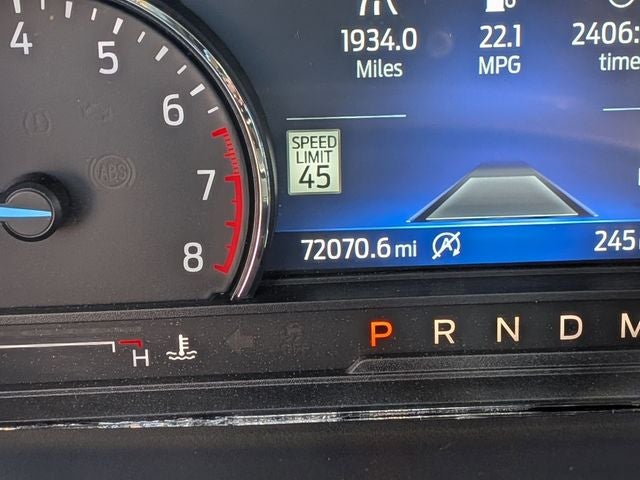 4
5
6
7
8
ABS
1934.0
Miles
22.1
MPG
2406:
time
SPEED
LIMIT
45
72070.6 mi
245
H
P R N D M